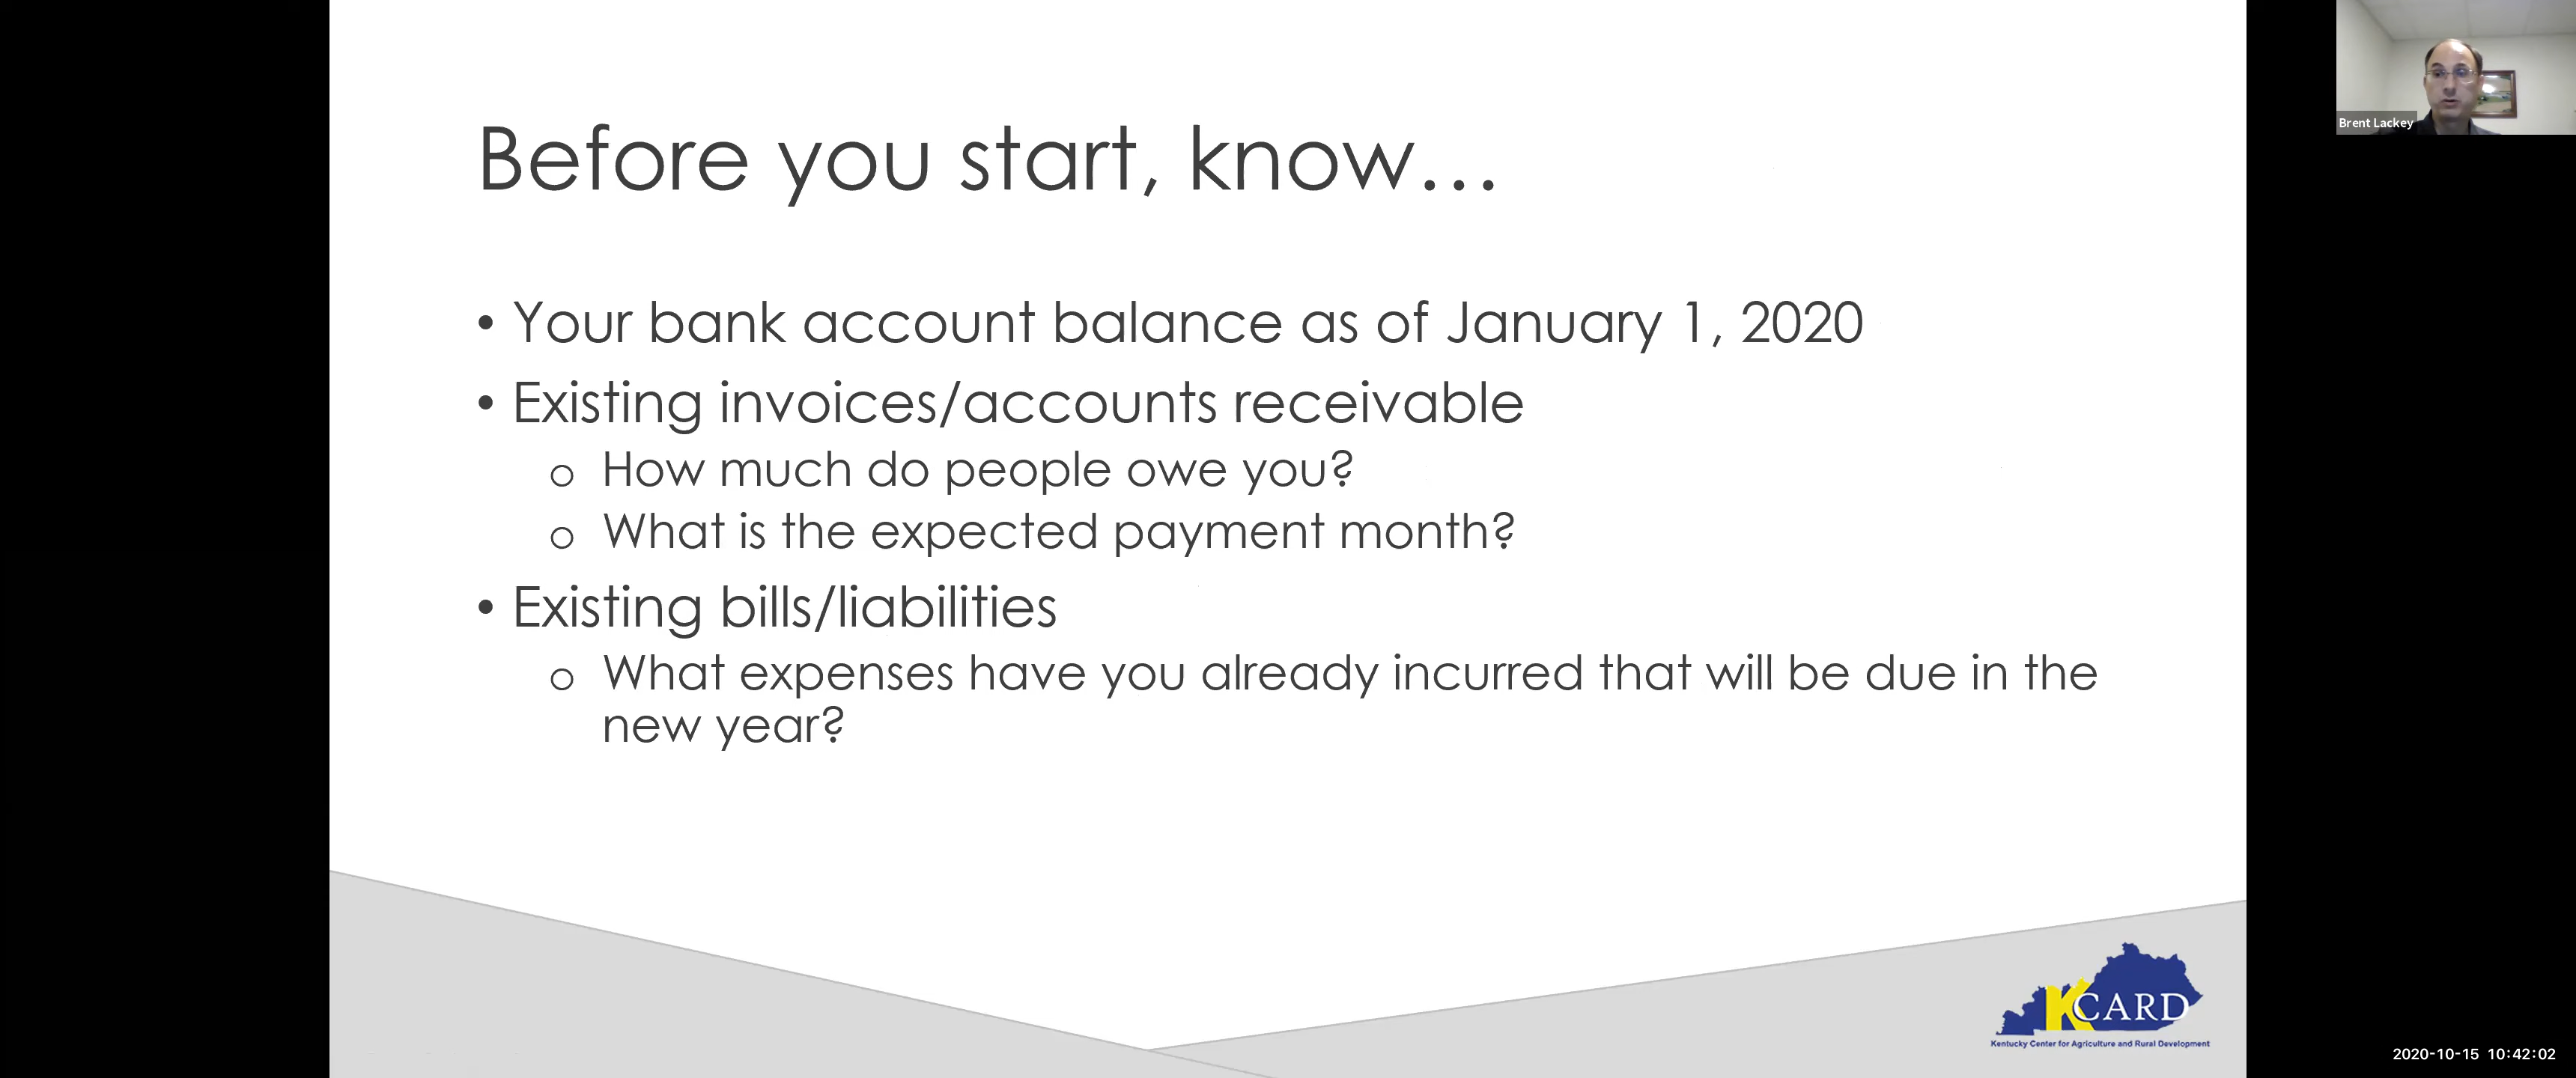 Before you start, know...
• Your bank account balance as of January 1, 2020
• Existing invoices/accounts receivable
o How much do people owe you?
o What is the expected payment month?
• Existing bills/liabilities
o What expenses have you already incurred that will be due in the
new year?
Brent Lackey
KCARD
Kentucky Center for Agriculture and Rural Development
2020-10-15 10:42:02